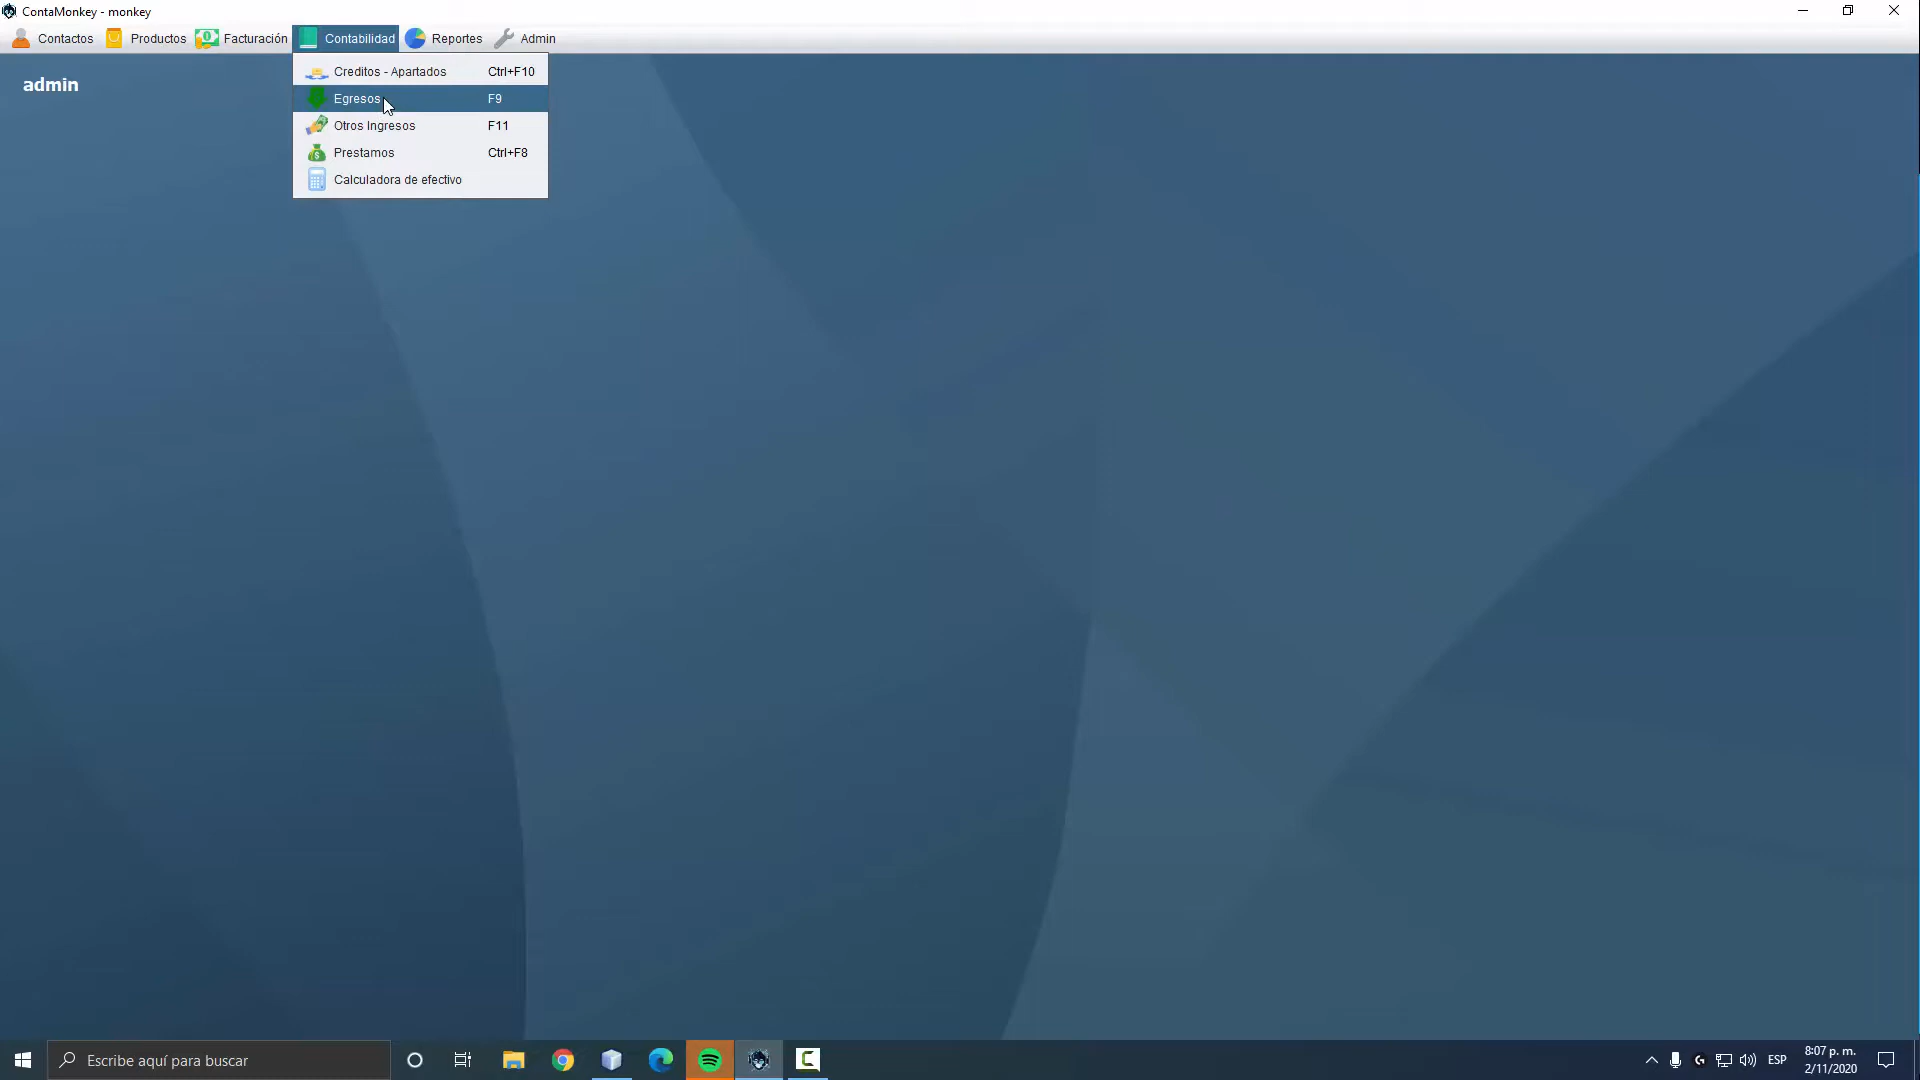 ContaMonkey - monkey
Contactos Productos Facturación Contabilidad Reportes Admin
admin
Creditos - Apartados Ctrl+F10
Egresos F9
Otros Ingresos F11
Prestamos Ctrl+F8
Calculadora de efectivo
Escribe aquí para buscar
ESP
8:07 p. m.
2/11/2020